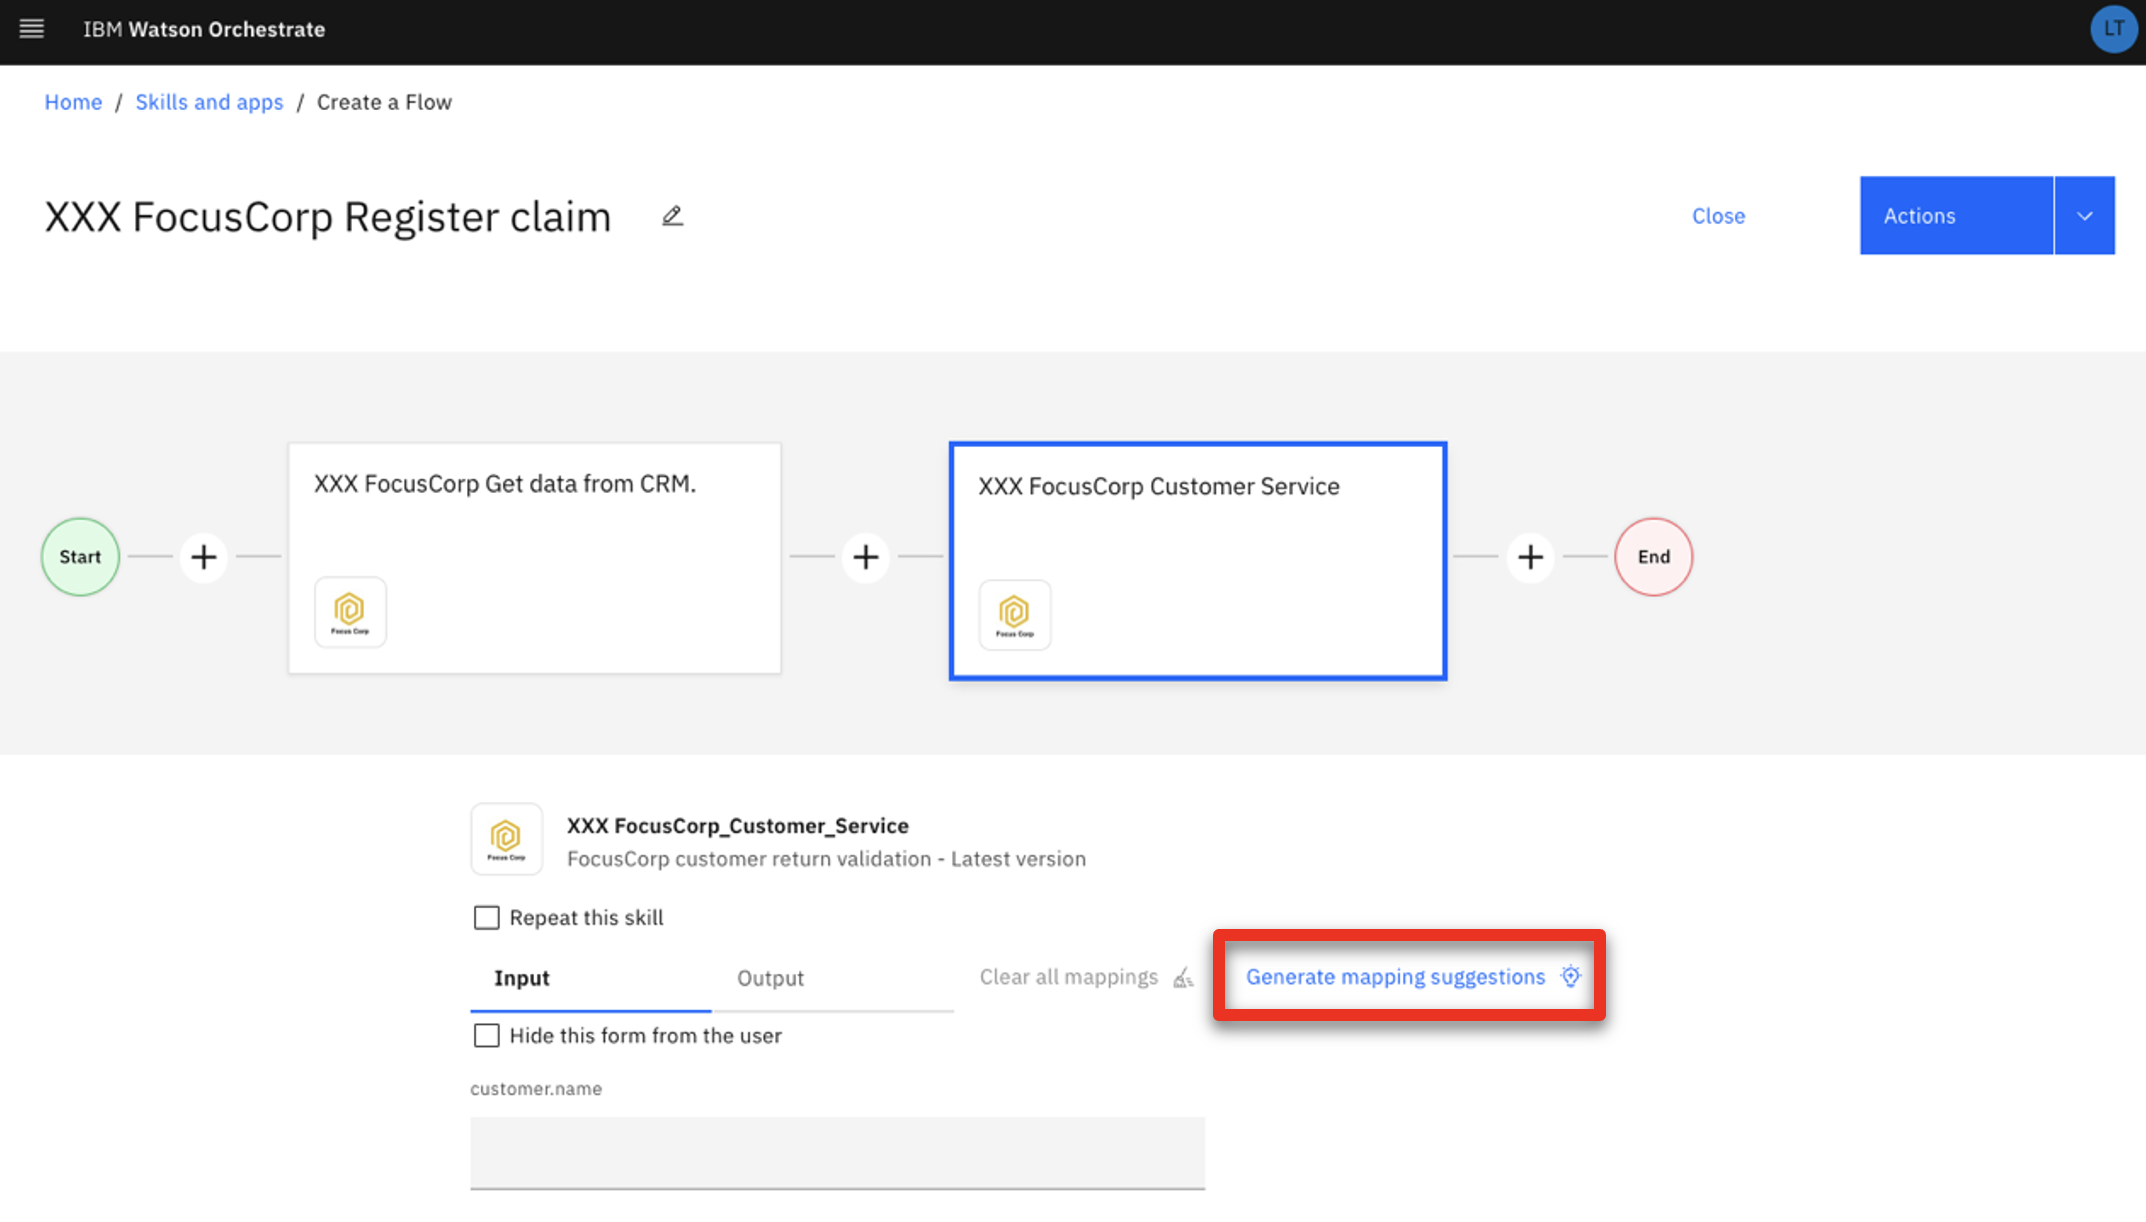 IBM Watson Orchestrate
LT
Home / Skills and apps / Create a Flow
XXX FocusCorp Register claim
Close
Actions
Start
XXX FocusCorp Get data from CRM.
Focus Corp
XXX FocusCorp Customer Service
Focus Corp
End
Focus Corp
XXX FocusCorp_Customer_Service
FocusCorp customer return validation - Latest version
Repeat this skill
Input
Output
Clear all mappings
Generate mapping suggestions
Hide this form from the user
customer.name